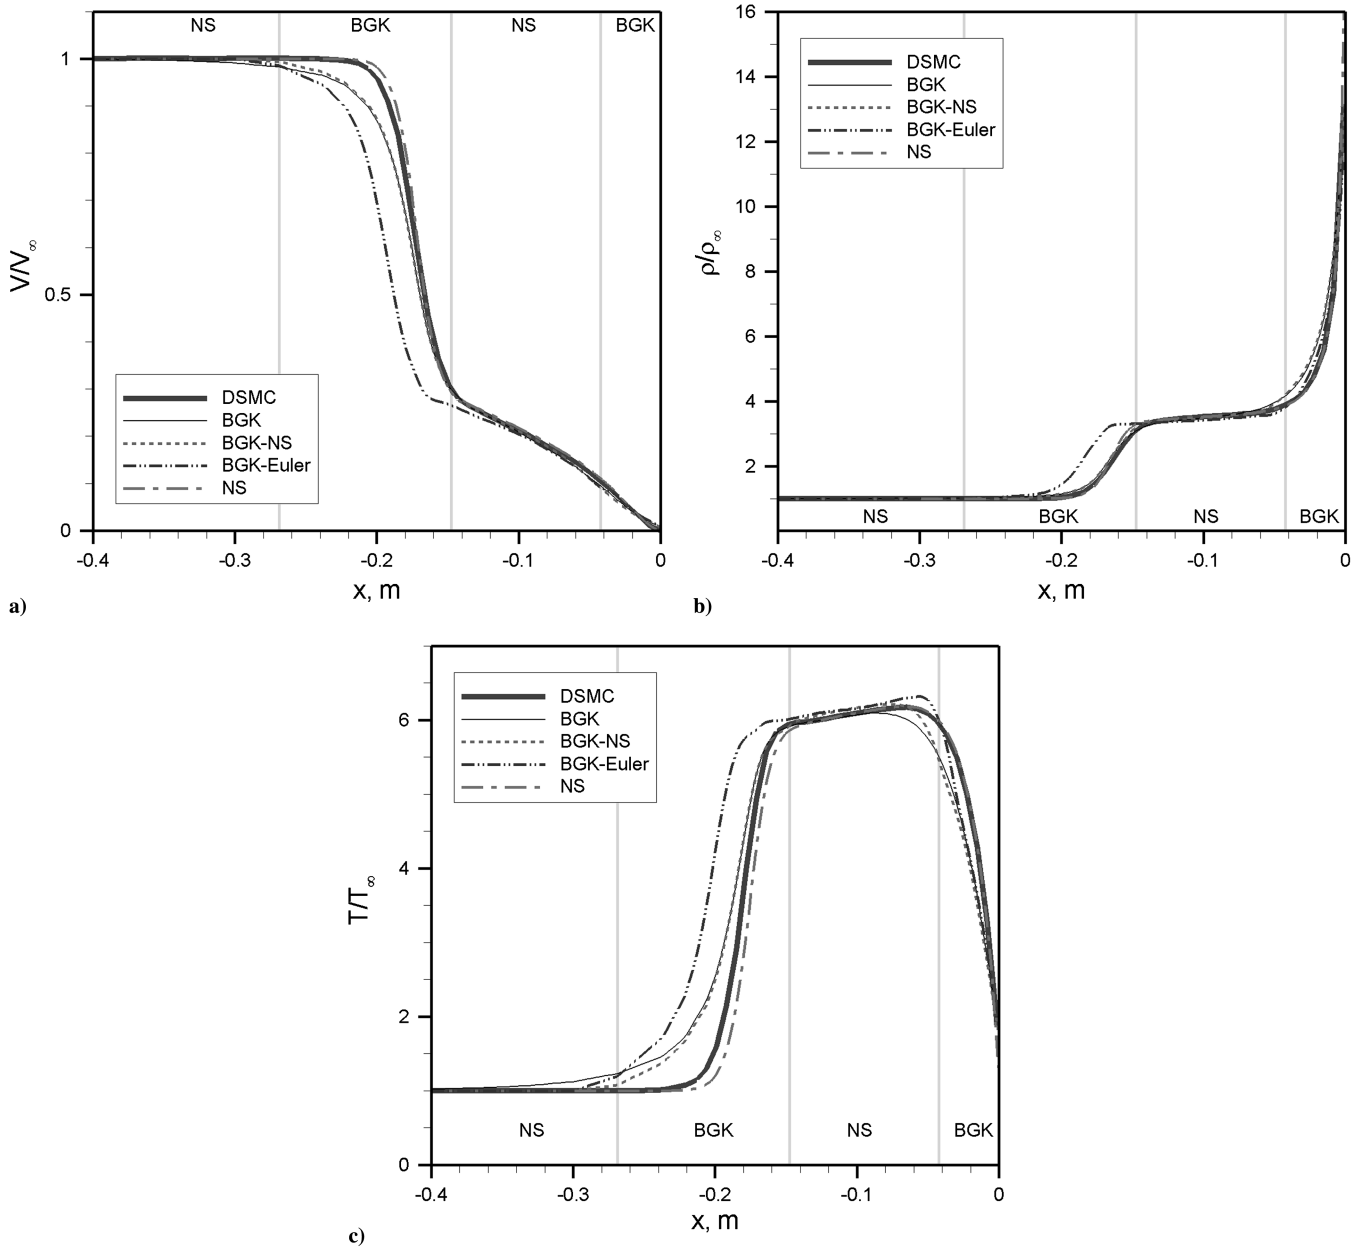 NS BGK NS BGK
1
0.5
0
V/V∞
DSMC
BGK
BGK-NS
BGK-Euler
NS
-0.4 -0.3 -0.2 -0.1 0
x, m
a)
16
14
12
10
8
6
4
2
ρ/ρ∞
DSMC
BGK
BGK-NS
BGK-Euler
NS
NS BGK NS BGK
-0.4 -0.3 -0.2 -0.1 0
x, m
b)
6
4
2
0
T/T∞
DSMC
BGK
BGK-NS
BGK-Euler
NS
NS BGK NS BGK
-0.4 -0.3 -0.2 -0.1 0
x, m
c)